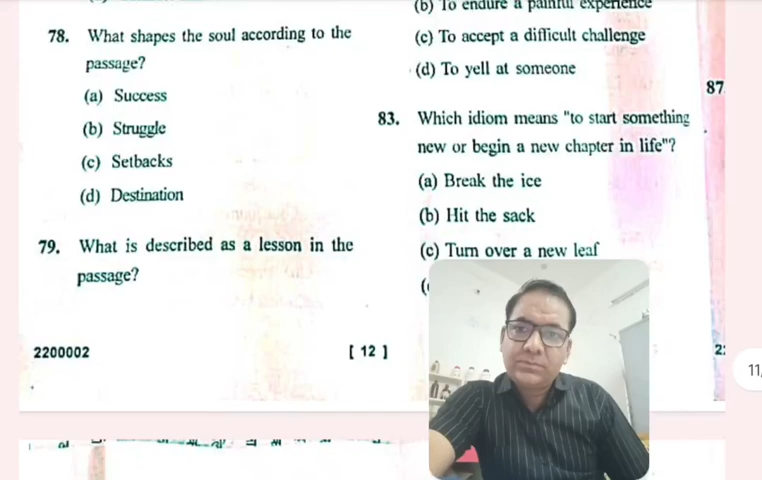 78. What shapes the soul according to the
passage?
(a) Success
(b) Struggle
(c) Setbacks
(d) Destination
79. What is described as a lesson in the
passage?
2200002
[ 12 ]
(b) To endure a painful experience
(c) To accept a difficult challenge
(d) To yell at someone
83. Which idiom means "to start something
new or begin a new chapter in life"?
(a) Break the ice
(b) Hit the sack
(c) Turn over a new leaf
87
11